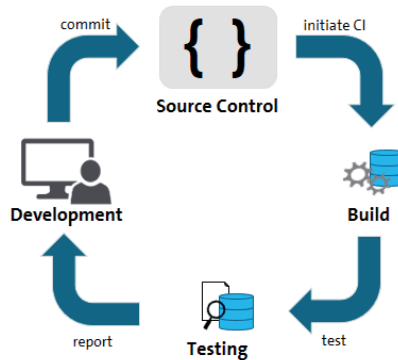 commit
{ }
initiate CI
Source Control
Development
Build
report
Testing
test